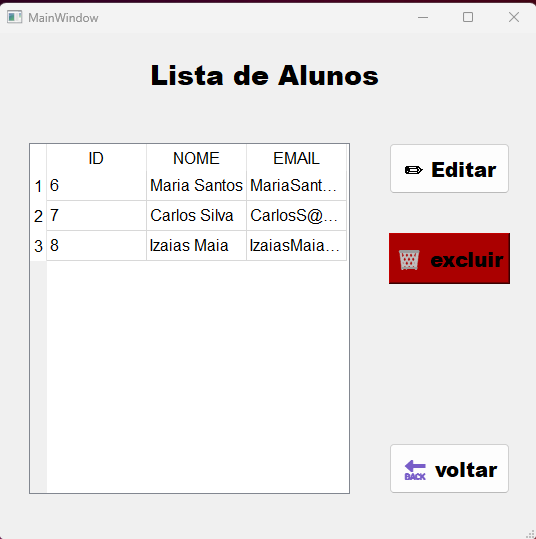 MainWindow
Lista de Alunos
ID NOME EMAIL
1 6 Maria Santos MariaSant...
2 7 Carlos Silva CarlosS@...
3 8 Izaias Maia IzaiasMaia...
✏ Editar
🗑 excluir
🔙 voltar